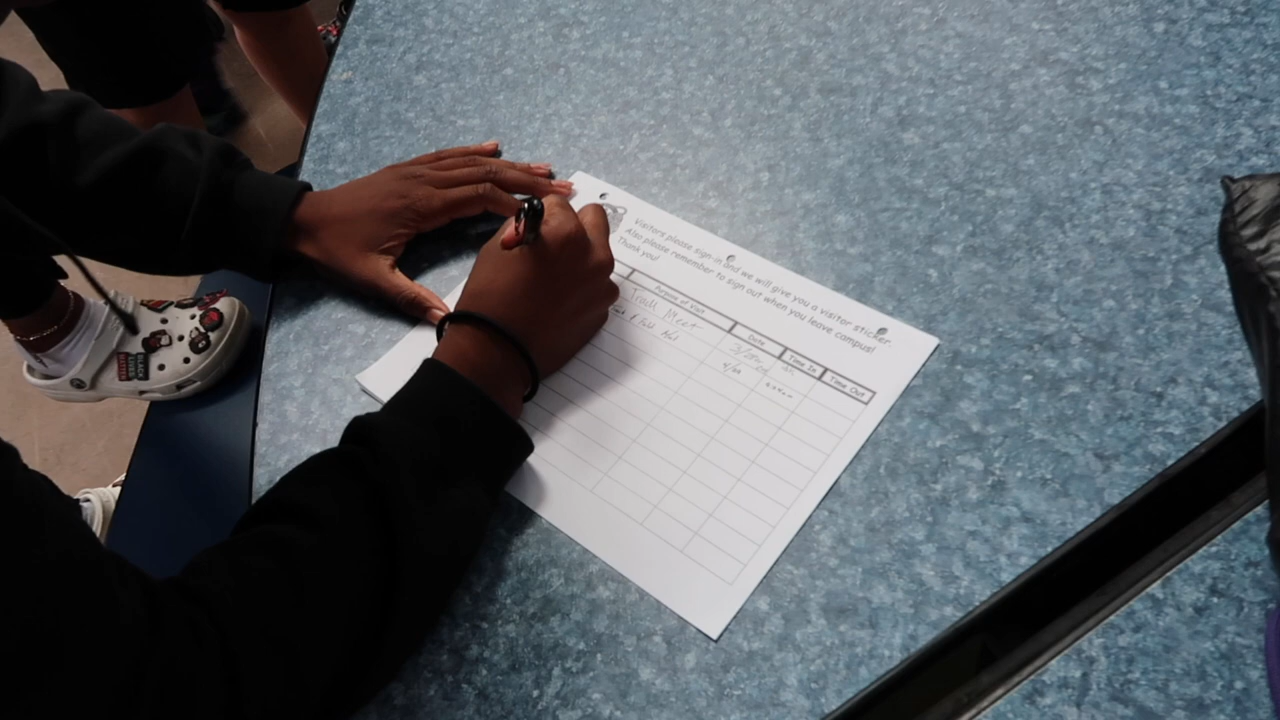 Visitors please sign-in and we will give you a visitor sticker.
Also please remember to sign out when you leave campus!
Thank you!
Purpose of Visit Date Time In Time Out
Track Meet